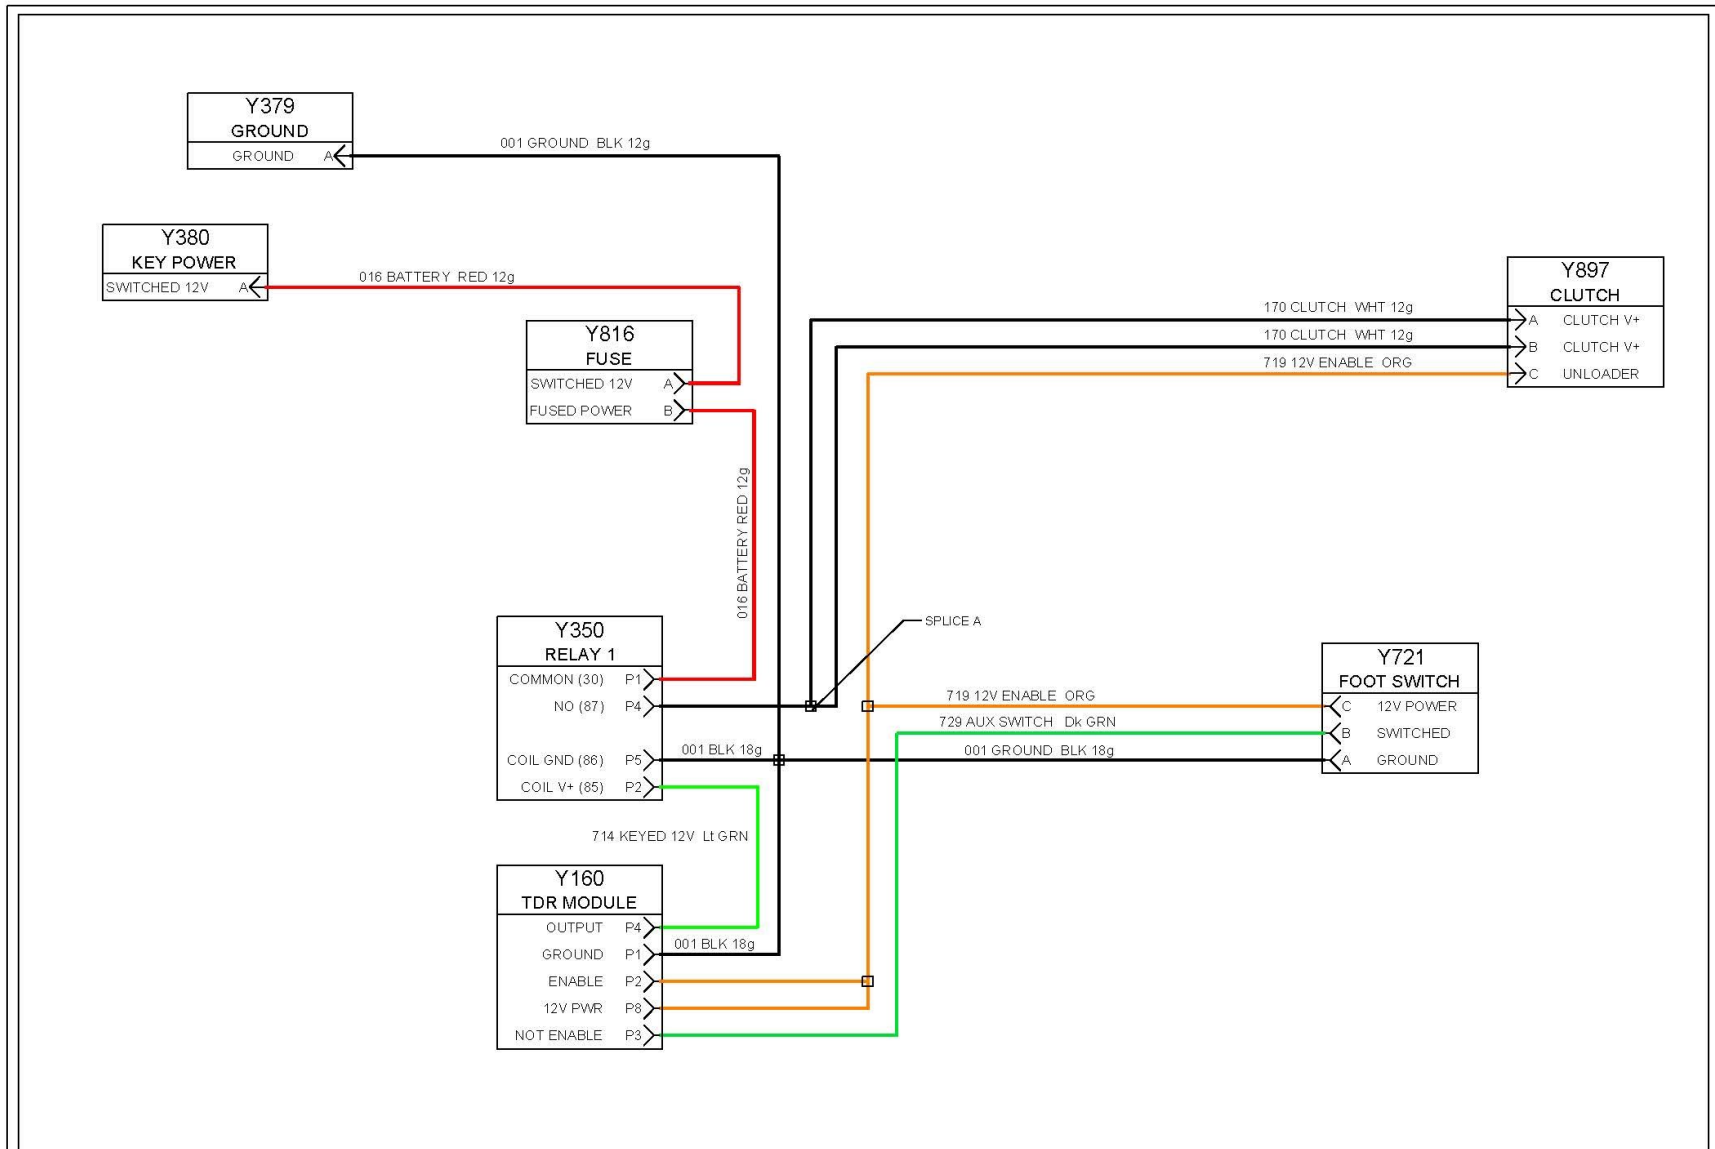 Y379
GROUND
GROUND A
001 GROUND BLK 12g
Y380
KEY POWER
SWITCHED 12V A
016 BATTERY RED 12g
Y816
FUSE
SWITCHED 12V A
FUSED POWER B
016 BATTERY RED 12g
Y897
CLUTCH
A CLUTCH V+
B CLUTCH V+
C UNLOADER
170 CLUTCH WHT 12g
170 CLUTCH WHT 12g
719 12V ENABLE ORG
Y350
RELAY 1
COMMON (30) P1
NO (87) P4
COIL GND (86) P5
COIL V+ (85) P2
SPLICE A
001 BLK 18g
Y721
FOOT SWITCH
C 12V POWER
B SWITCHED
A GROUND
719 12V ENABLE ORG
729 AUX SWITCH Dk GRN
001 GROUND BLK 18g
714 KEYED 12V Lt GRN
Y160
TDR MODULE
OUTPUT P4
GROUND P1
ENABLE P2
12V PWR P8
NOT ENABLE P3
001 BLK 18g